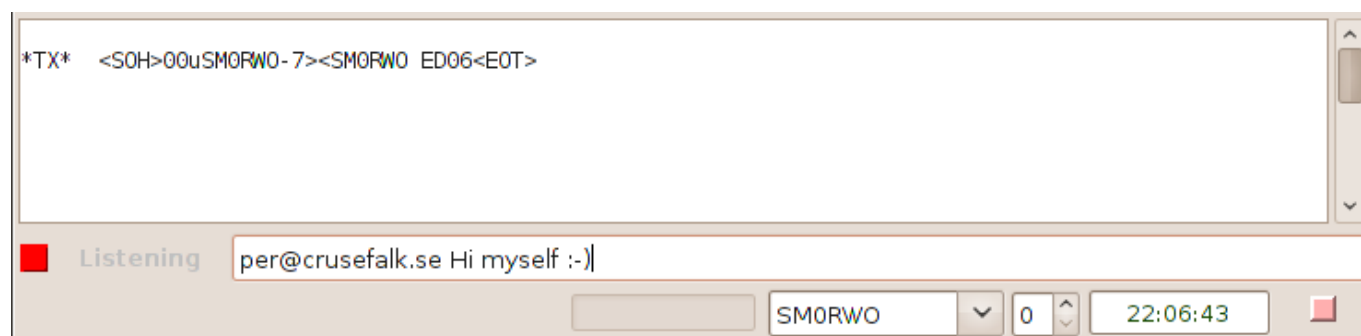 *TX*  <SOH>00uSM0RWO-7><SM0RWO ED06<EOT>
Listening per@crusefalk.se Hi myself :-)
SM0RWO 0 22:06:43